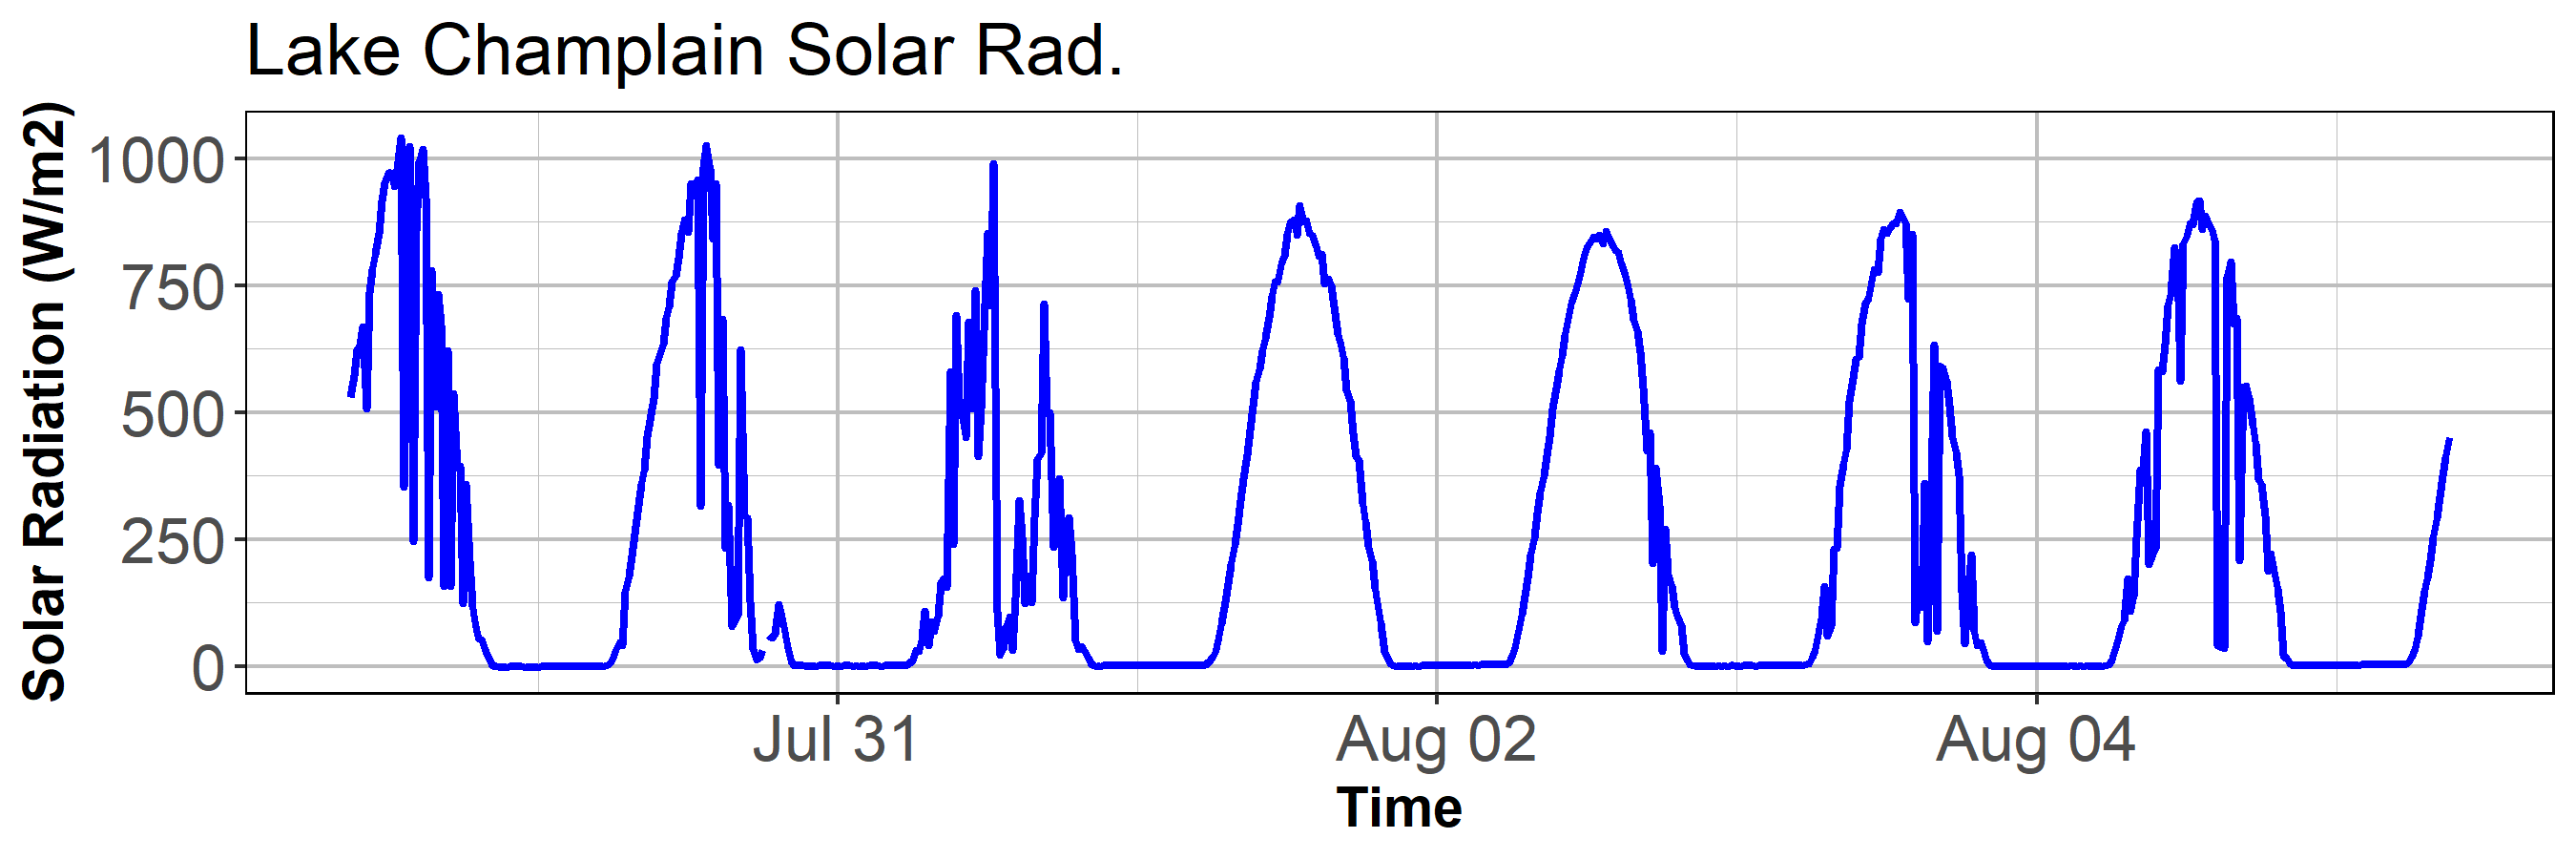 Lake Champlain Solar Rad.
Solar Radiation (W/m2)
1000
750
500
250
0
Jul 31 Aug 02 Aug 04
Time